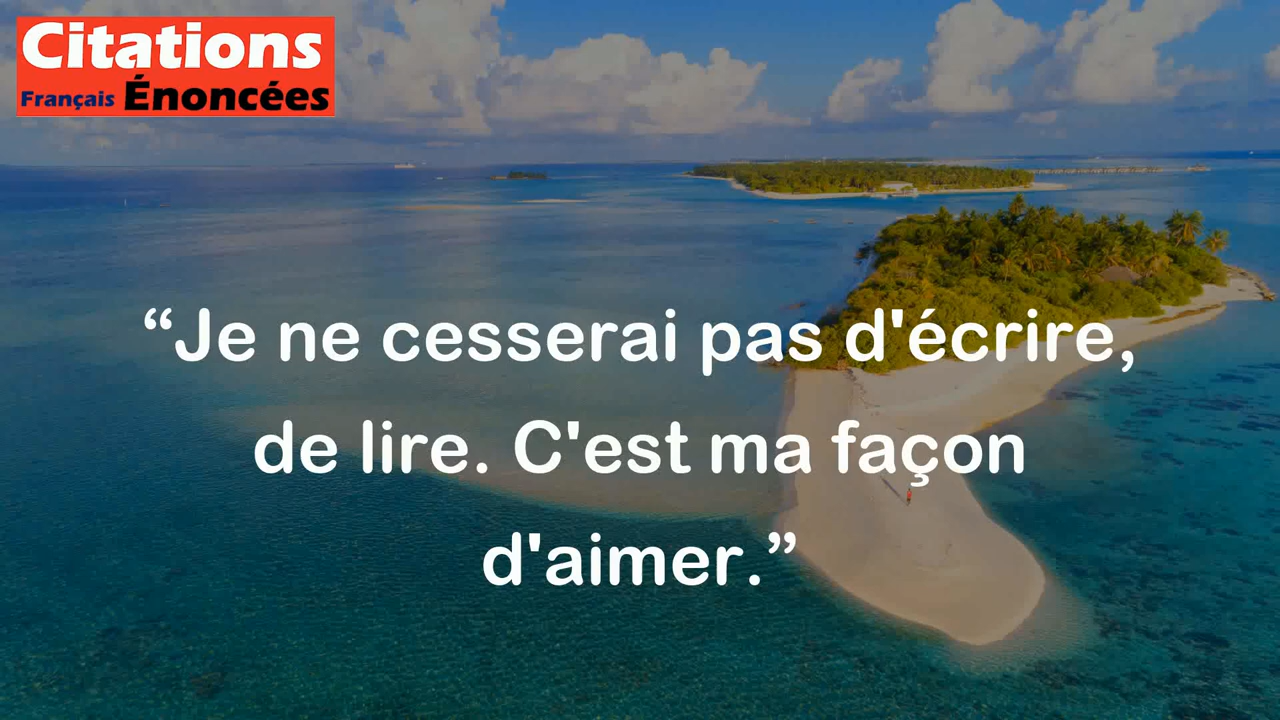 Citations
Français Énoncées
“Je ne cesserai pas d'écrire,
de lire. C'est ma façon
d'aimer.”